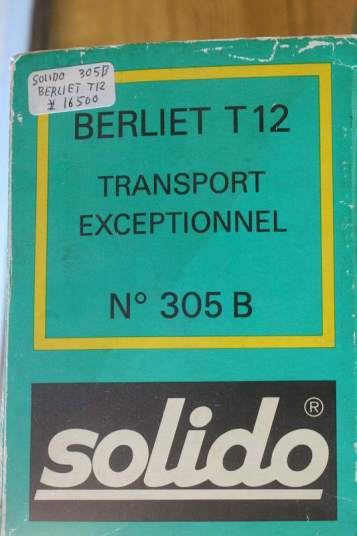 SOLIDO 305B
BERLIET T12
¥ 16500
BERLIET T12
TRANSPORT
EXCEPTIONNEL
N° 305 B
solido ®